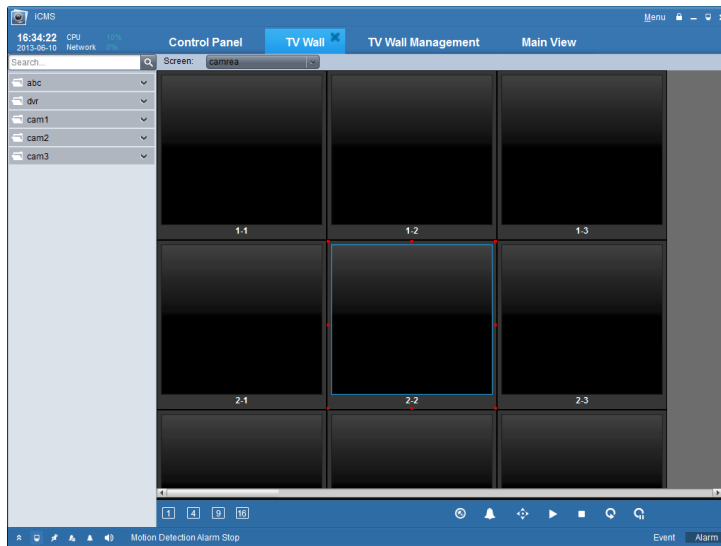 iCMS Menu
16:34:22 CPU 10%
2013-06-10 Network 0%
Control Panel TV Wall TV Wall Management Main View
Search... Screen: camrea
abc
dvr
cam1
cam2
cam3
1-1 1-2 1-3
2-1 2-2 2-3
1 4 9 16
Motion Detection Alarm Stop Event Alarm